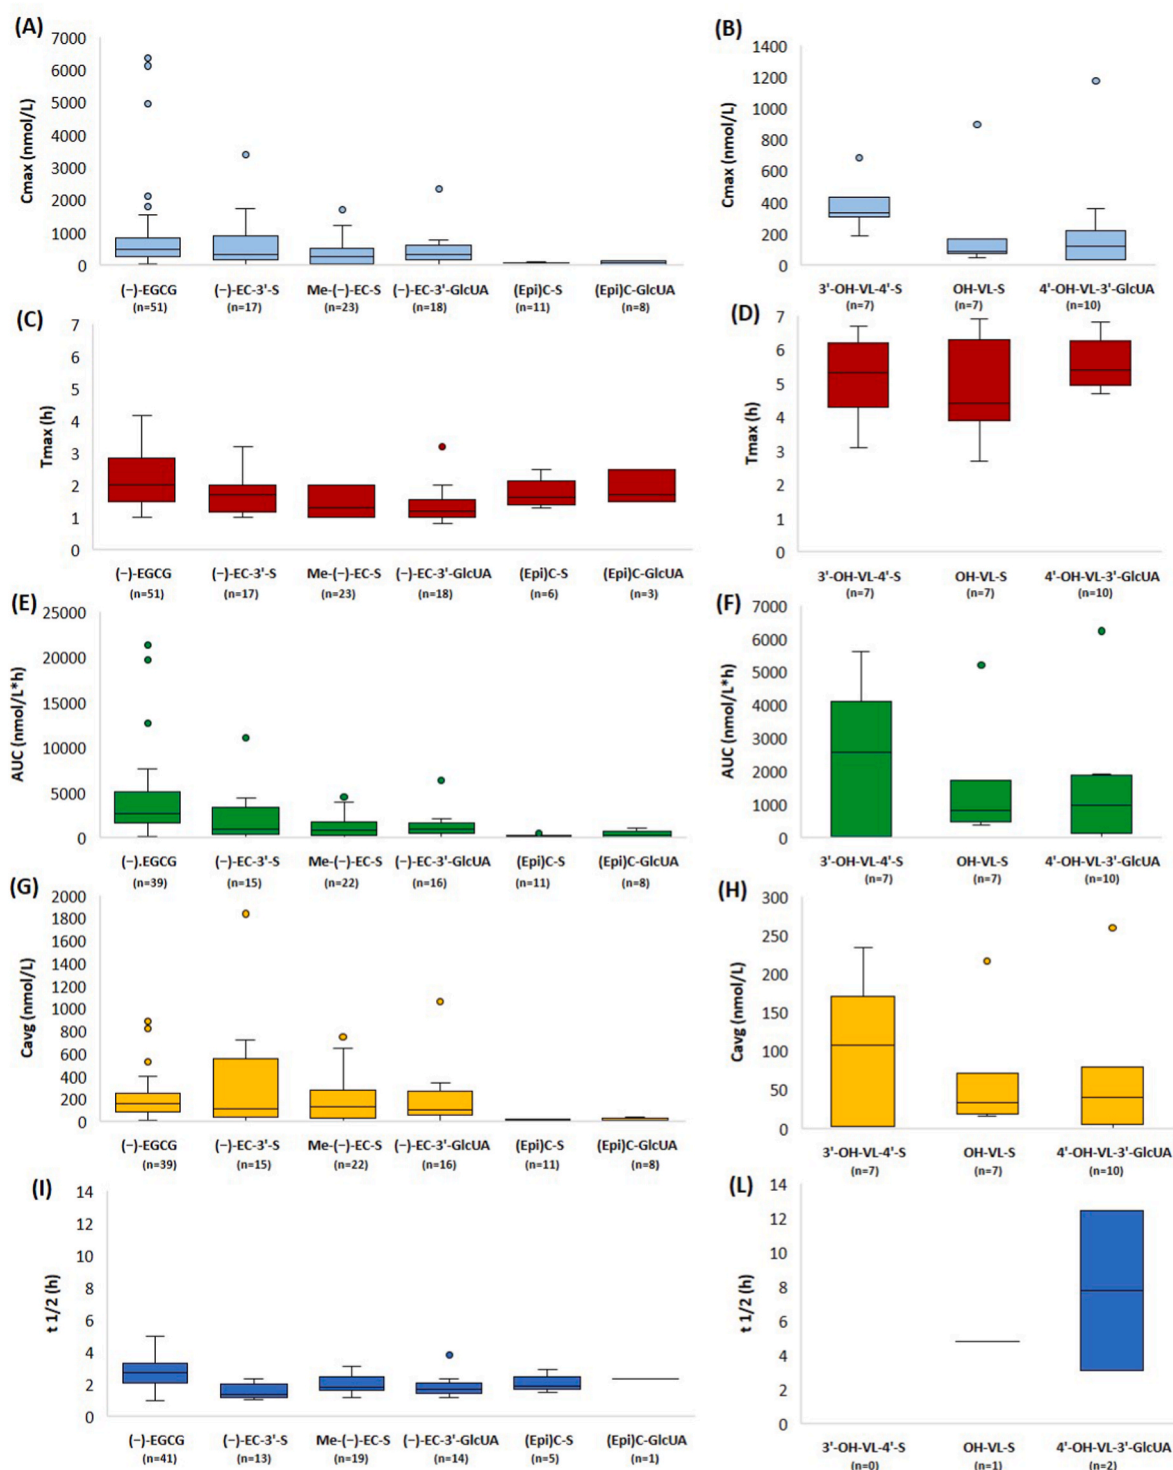 (A)
7000
6000
5000
4000
3000
2000
1000
0
Cmax (nmol/L)
(−)-EGCG (−)-EC-3'-S Me-(−)-EC-S (−)-EC-3'-GlcUA (Epi)C-S (Epi)C-GlcUA
(n=51) (n=17) (n=23) (n=18) (n=11) (n=8)
(B)
1400
1200
1000
800
600
400
200
0
Cmax (nmol/L)
3'-OH-VL-4'-S OH-VL-S 4'-OH-VL-3'-GlcUA
(n=7) (n=7) (n=10)
(C)
7
6
5
4
3
2
1
0
Tmax (h)
(−)-EGCG (−)-EC-3'-S Me-(−)-EC-S (−)-EC-3'-GlcUA (Epi)C-S (Epi)C-GlcUA
(n=51) (n=17) (n=23) (n=18) (n=6) (n=3)
(D)
7
6
5
4
3
2
1
0
Tmax (h)
3'-OH-VL-4'-S OH-VL-S 4'-OH-VL-3'-GlcUA
(n=7) (n=7) (n=10)
(E)
25000
20000
15000
10000
5000
0
AUC (nmol/L*h)
(−).EGCG (−)-EC-3'-S Me-(−)-EC-S (−)-EC-3'-GlcUA (Epi)C-S (Epi)C-GlcUA
(n=39) (n=15) (n=22) (n=16) (n=11) (n=8)
(F)
7000
6000
5000
4000
3000
2000
1000
0
AUC (nmol/L*h)
3'-OH-VL-4'-S OH-VL-S 4'-OH-VL-3'-GlcUA
(n=7) (n=7) (n=10)
(G)
2000
1800
1600
1400
1200
1000
800
600
400
200
0
Cavg (nmol/L)
(−)-EGCG (−)-EC-3'-S Me-(−)-EC-S (−)-EC-3'-GlcUA (Epi)C-S (Epi)C-GlcUA
(n=39) (n=15) (n=22) (n=16) (n=11) (n=8)
(H)
300
250
200
150
100
50
0
Cavg (nmol/L)
3'-OH-VL-4'-S OH-VL-S 4'-OH-VL-3'-GlcUA
(n=7) (n=7) (n=10)
(I)
14
12
10
8
6
4
2
0
t 1/2 (h)
(−)-EGCG (−)-EC-3'-S Me-(−)-EC-S (−)-EC-3'-GlcUA (Epi)C-S (Epi)C-GlcUA
(n=41) (n=13) (n=19) (n=14) (n=5) (n=1)
(L)
14
12
10
8
6
4
2
0
t 1/2 (h)
3'-OH-VL-4'-S OH-VL-S 4'-OH-VL-3'-GlcUA
(n=0) (n=1) (n=2)